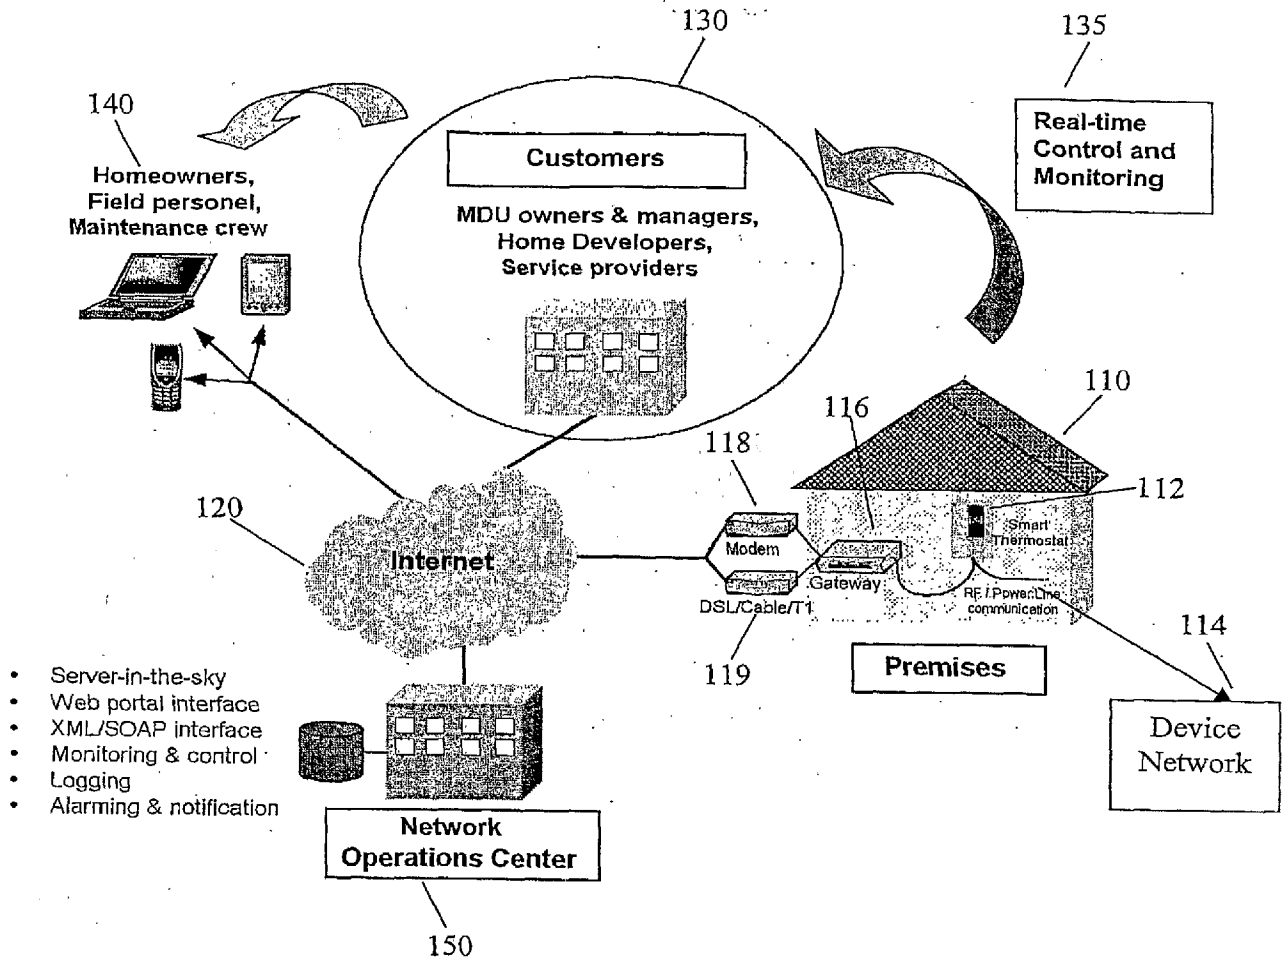 130
135
140
Real-time
Control and
Monitoring
Customers
Homeowners,
Field personel,
Maintenance crew
MDU owners & managers,
Home Developers,
Service providers
110
116
118
112
120
Smart
Thermostat
Modem
Internet
Gateway
DSL/Cable/T1
RF / Power Line
communication
114
119
Premises
Device
Network
• Server-in-the-sky
• Web portal interface
• XML/SOAP interface
• Monitoring & control
• Logging
• Alarming & notification
Network
Operations Center
150